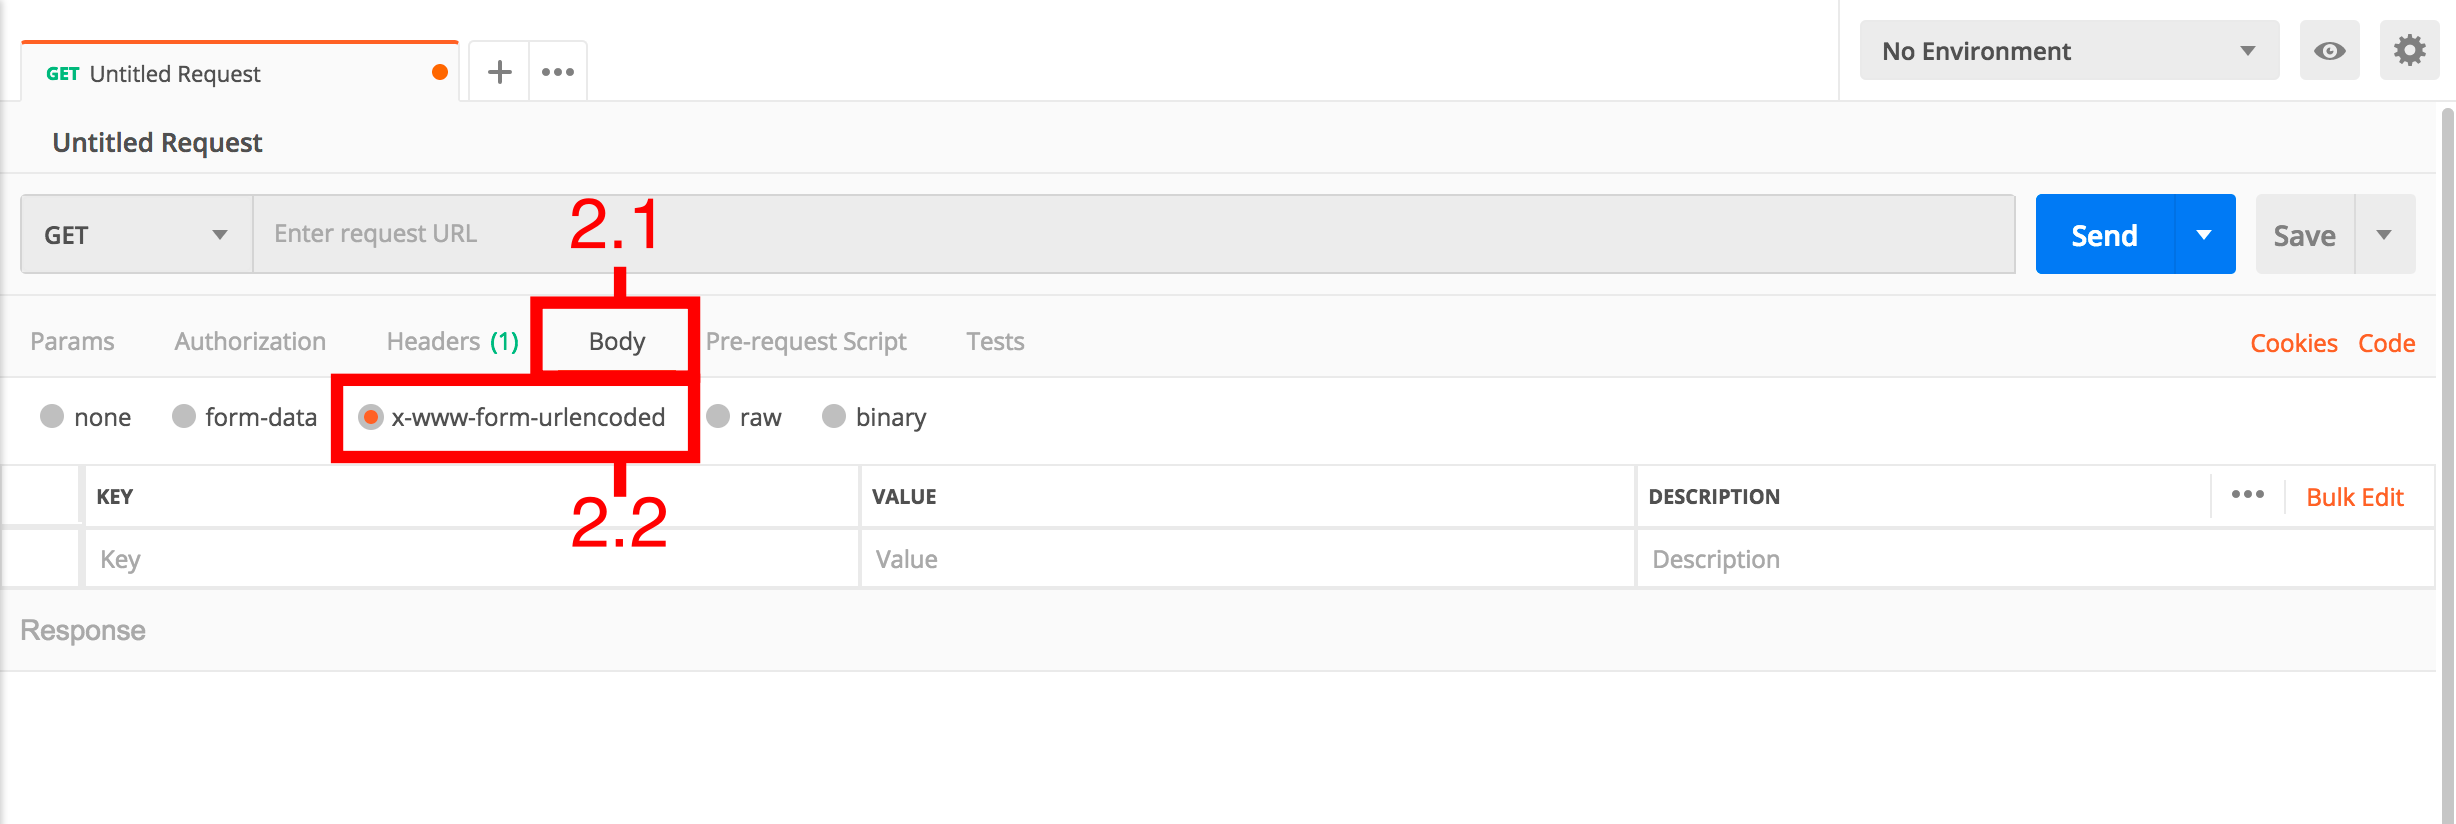 GET Untitled Request
No Environment
Untitled Request
GET
Enter request URL
2.1
Send
Save
Params Authorization Headers (1) Body Pre-request Script Tests Cookies Code
none form-data x-www-form-urlencoded raw binary
KEY VALUE DESCRIPTION Bulk Edit
2.2
Key Value Description
Response